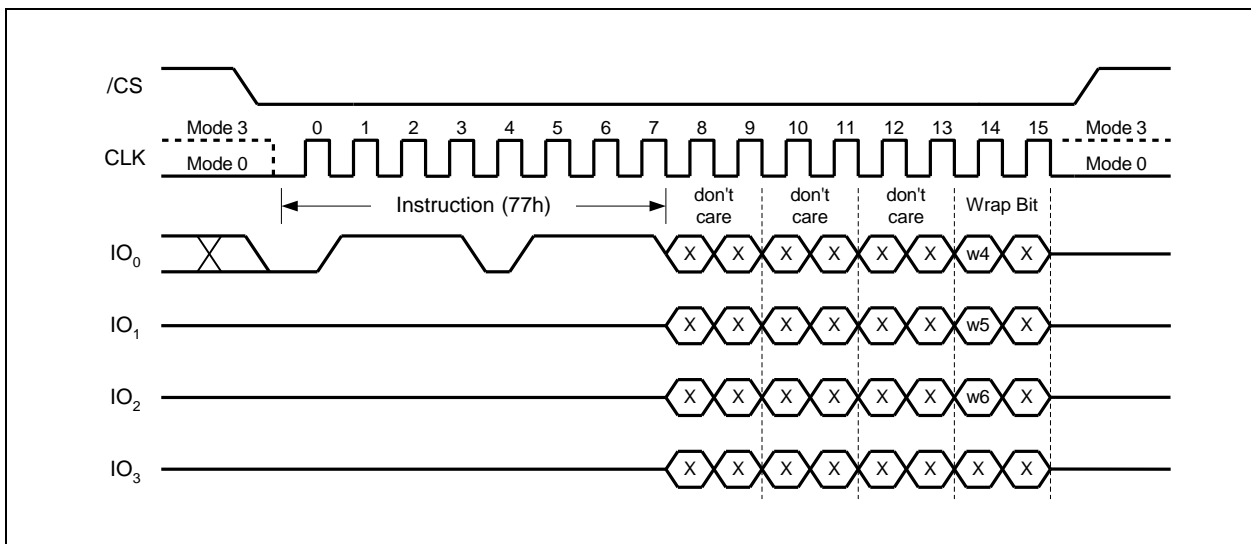 /CS
Mode 3 0 1 2 3 4 5 6 7 8 9 10 11 12 13 14 15 Mode 3
CLK
Mode 0 Mode 0
Instruction (77h) don't care don't care don't care Wrap Bit
IO0 X X X X X X w4 X
IO1 X X X X X X w5 X
IO2 X X X X X X w6 X
IO3 X X X X X X X X